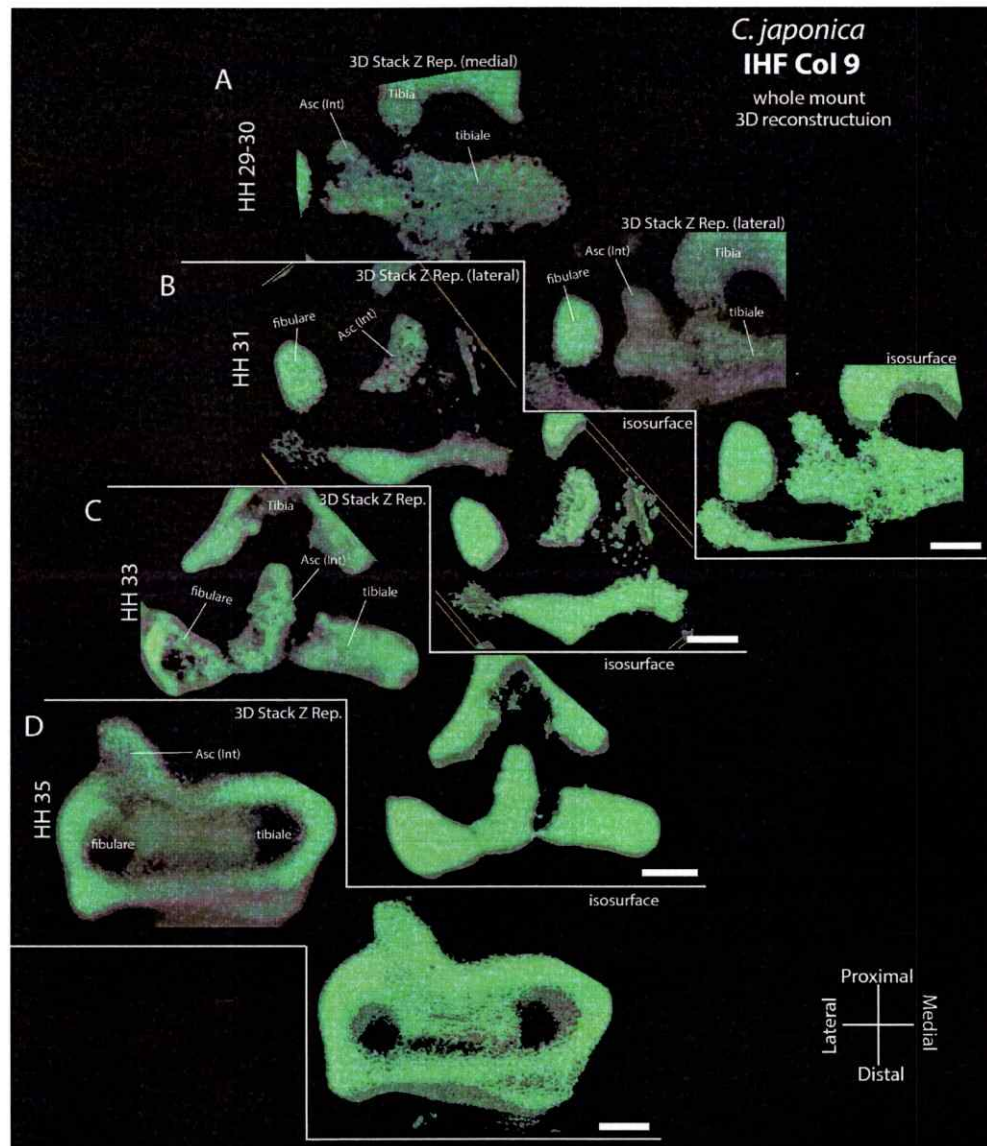 C. japonica
IHF Col 9
whole mount
3D reconstructuion
A
HH 29-30
3D Stack Z Rep. (medial)
Tibia
Asc (Int)
tibiale
3D Stack Z Rep. (lateral)
Asc (Int)
Tibia
fibulare
tibiale
isosurface
B
HH 31
3D Stack Z Rep. (lateral)
fibulare
Asc (Int)
isosurface
C
HH 33
3D Stack Z Rep.
Tibia
Asc (Int)
fibulare
tibiale
isosurface
D
HH 35
3D Stack Z Rep.
Asc (Int)
fibulare
tibiale
isosurface
Proximal
Lateral
Medial
Distal